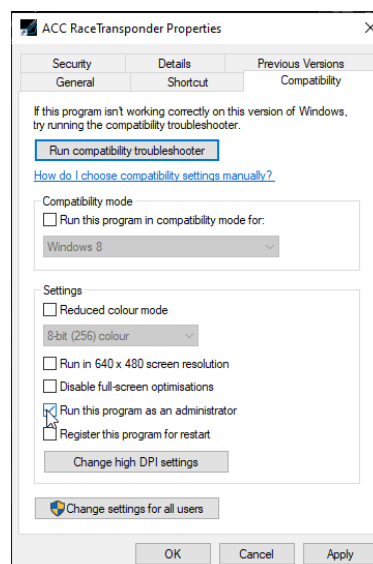 ACC RaceTransponder Properties
Security Details Previous Versions
General Shortcut Compatibility
If this program isn't working correctly on this version of Windows,
try running the compatibility troubleshooter.
Run compatibility troubleshooter
How do I choose compatibility settings manually?
Compatibility mode
Run this program in compatibility mode for:
Windows 8
Settings
Reduced colour mode
8-bit (256) colour
Run in 640 x 480 screen resolution
Disable full-screen optimisations
Run this program as an administrator
Register this program for restart
Change high DPI settings
Change settings for all users
OK Cancel Apply